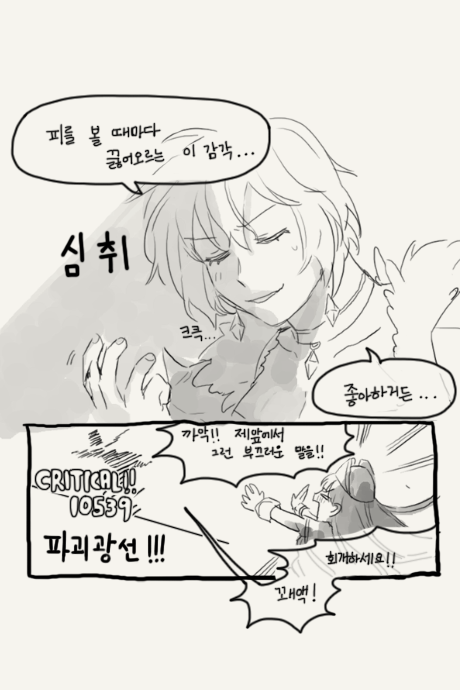 피를 볼 때마다
끓어오르는 이 감각...
심취
크큭...
좋아하거든...
까악!! 제앞에서
그런 부끄러운 말을!!
CRITICAL!!
10539
파괴광선!!!
회개하세요!!
꼬애액!